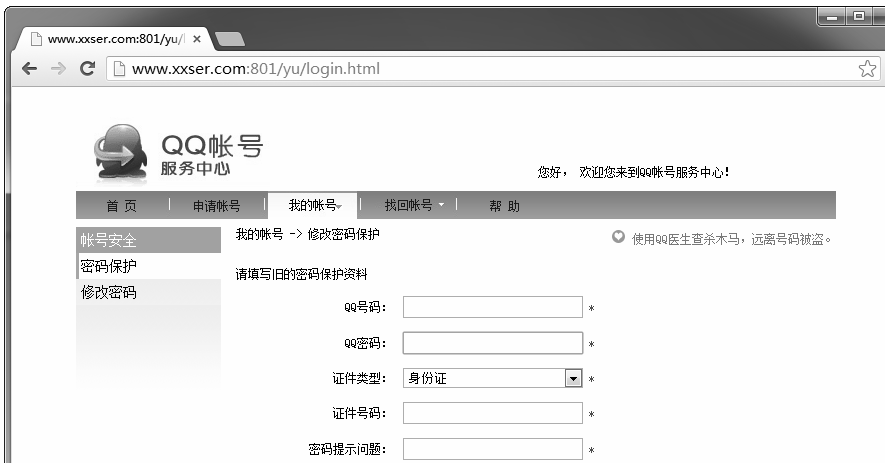 www.xxser.com:801/yu/l
www.xxser.com:801/yu/login.html
QQ帐号
服务中心
您好，欢迎您来到QQ帐号服务中心！
首 页 申请帐号 我的帐号 找回帐号 帮 助
帐号安全
密码保护
修改密码
我的帐号 -> 修改密码保护
使用QQ医生查杀木马，远离号码被盗。
请填写旧的密码保护资料
QQ号码： *
QQ密码： *
证件类型： 身份证 *
证件号码： *
密码提示问题： *